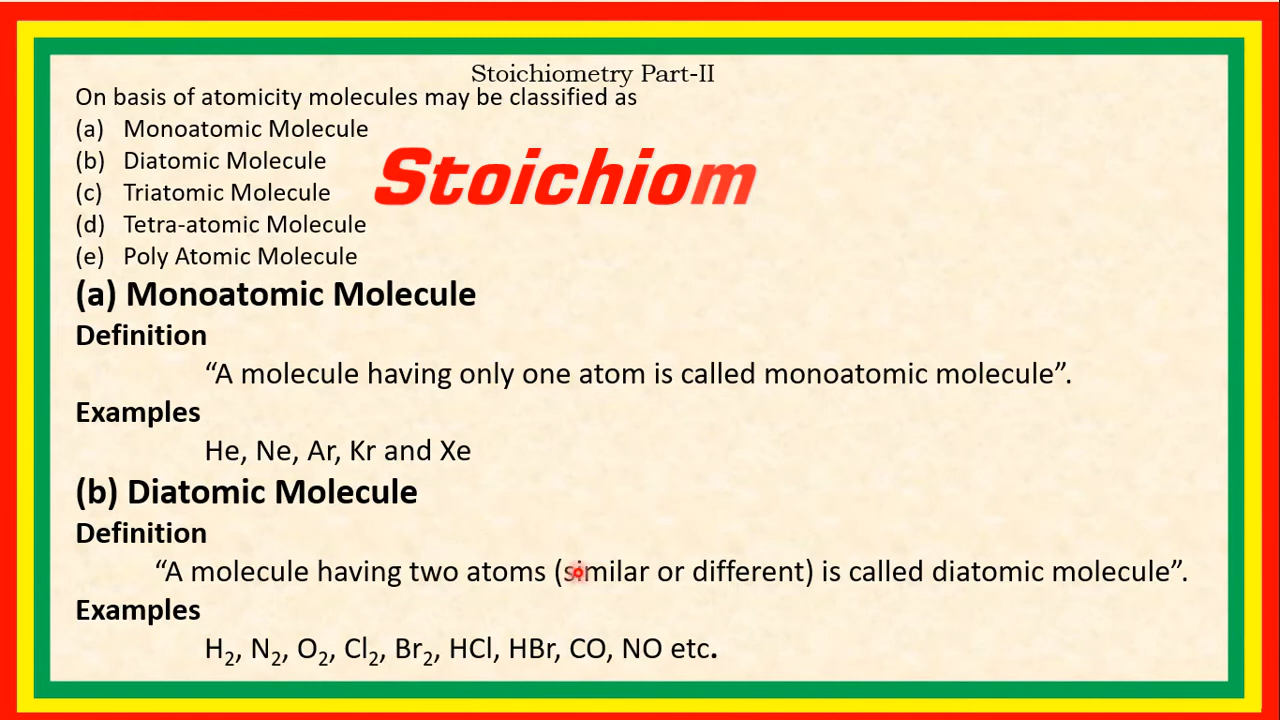 Stoichiometry Part-II
On basis of atomicity molecules may be classified as
(a) Monoatomic Molecule
(b) Diatomic Molecule
(c) Triatomic Molecule
(d) Tetra-atomic Molecule
(e) Poly Atomic Molecule
Stoichiom
(a) Monoatomic Molecule
Definition
“A molecule having only one atom is called monoatomic molecule”.
Examples
He, Ne, Ar, Kr and Xe
(b) Diatomic Molecule
Definition
“A molecule having two atoms (similar or different) is called diatomic molecule”.
Examples
H₂, N₂, O₂, Cl₂, Br₂, HCl, HBr, CO, NO etc.